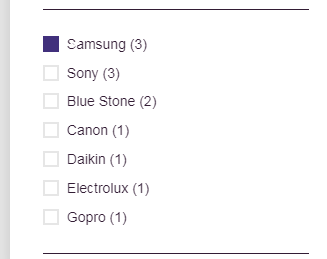 Samsung (3)
Sony (3)
Blue Stone (2)
Canon (1)
Daikin (1)
Electrolux (1)
Gopro (1)